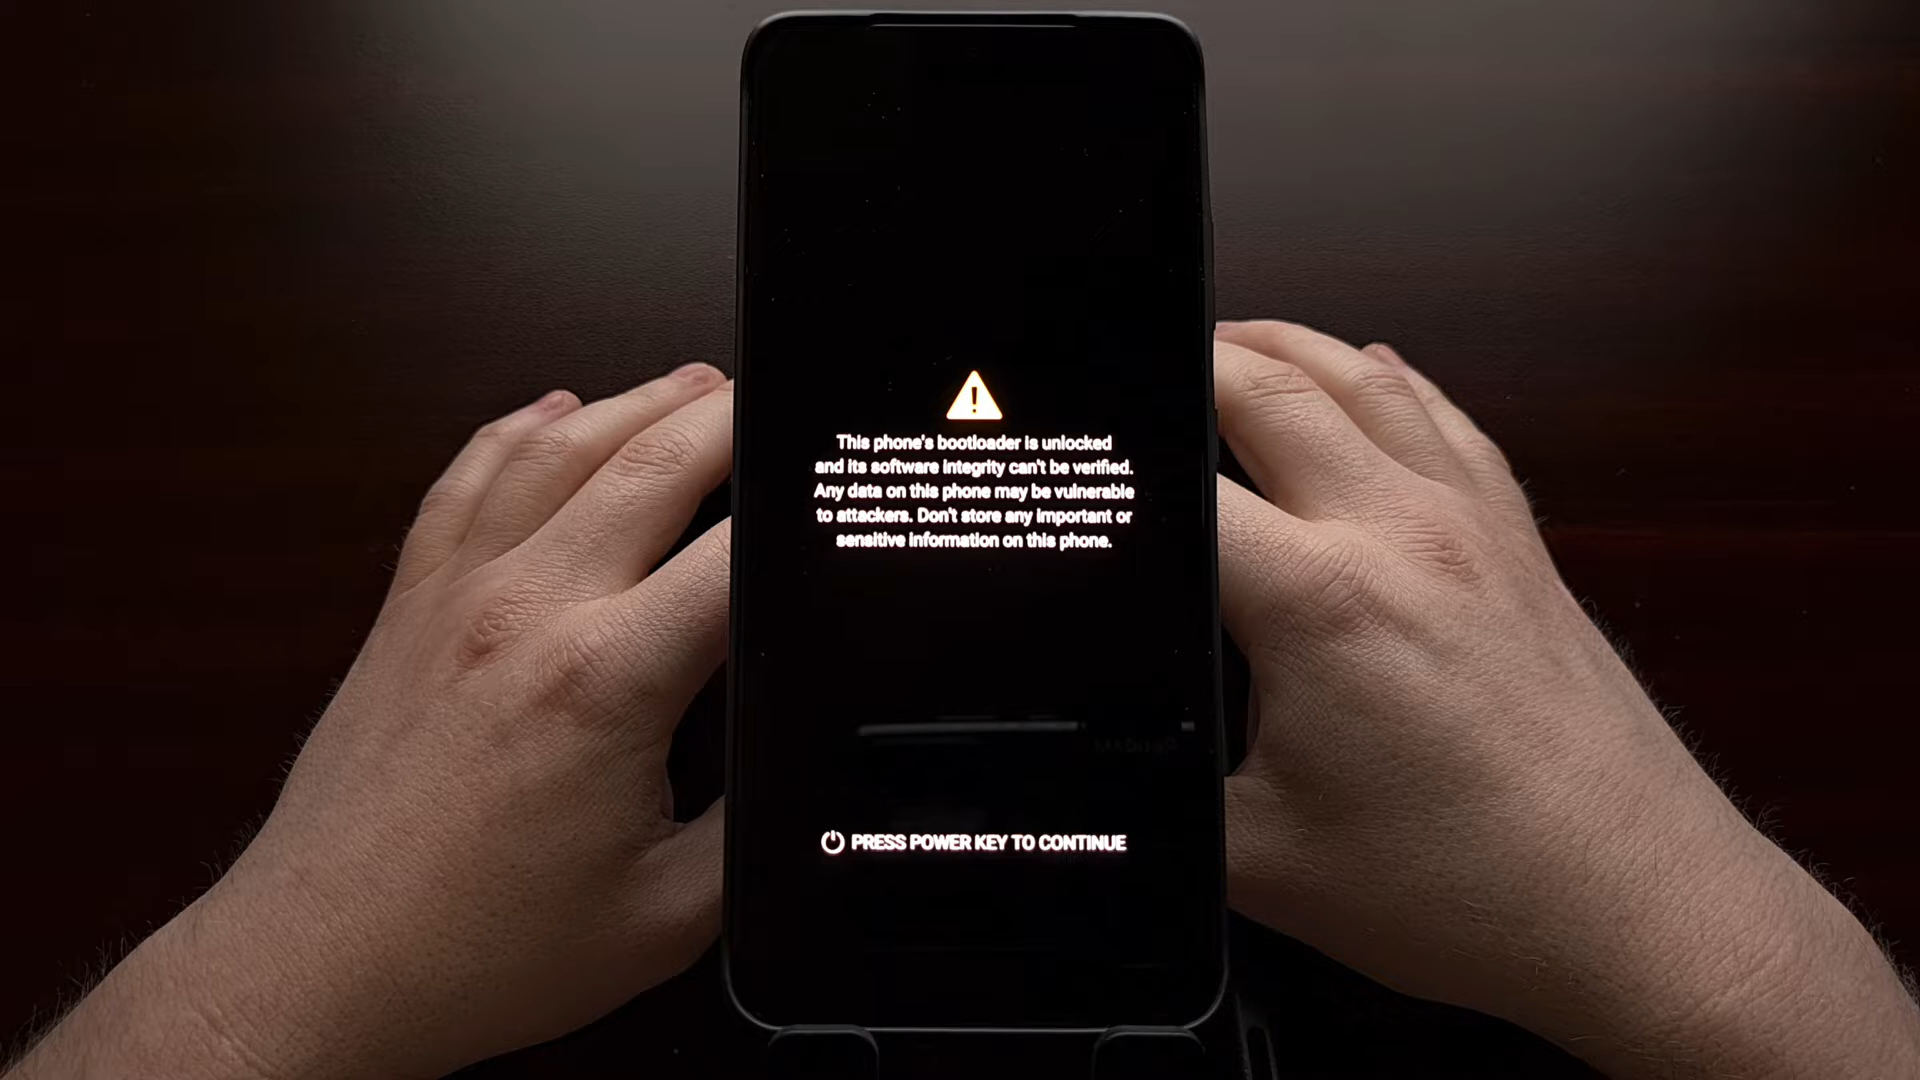 This phone's bootloader is unlocked
and its software integrity can't be verified.
Any data on this phone may be vulnerable
to attackers. Don't store any important or
sensitive information on this phone.
PRESS POWER KEY TO CONTINUE